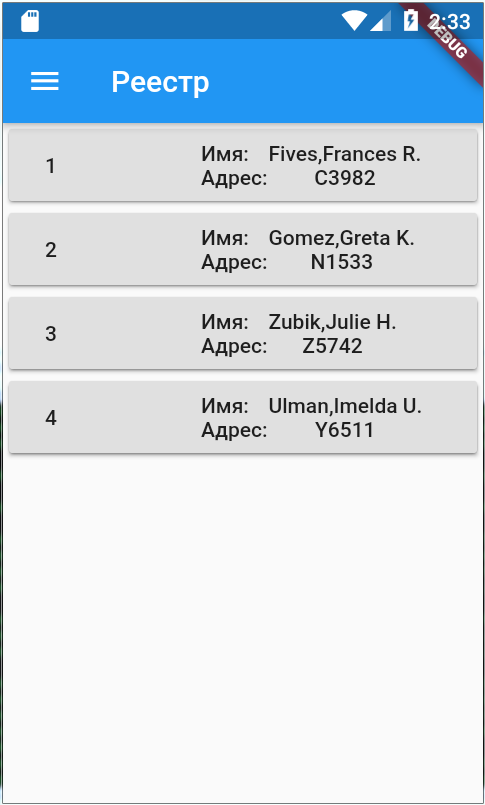 2:33
DEBUG
Реестр
1
Имя: Fives,Frances R.
Адрес: C3982
2
Имя: Gomez,Greta K.
Адрес: N1533
3
Имя: Zubik,Julie H.
Адрес: Z5742
4
Имя: Ulman,Imelda U.
Адрес: Y6511